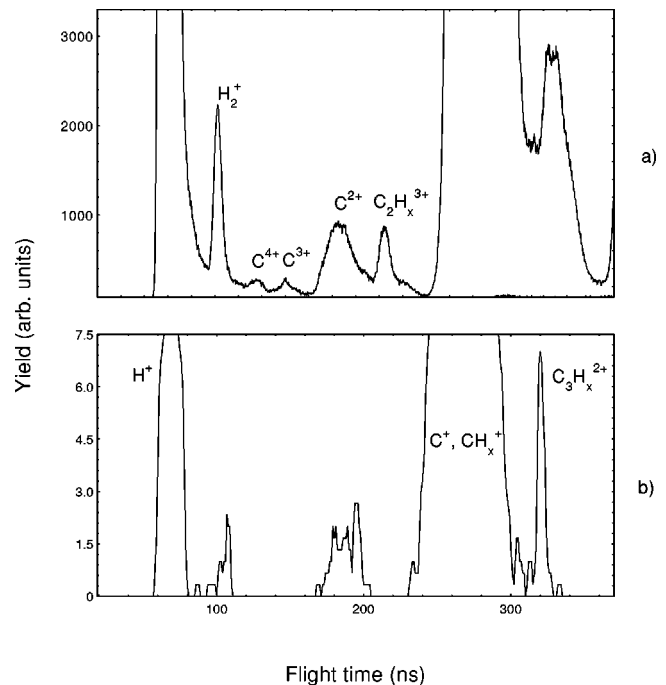 3300
H₂⁺
2000
C⁴⁺ C³⁺ C²⁺ C₂Hₓ³⁺
1000
a)
Yield (arb. units)
7.5
H⁺
6.0
C₃Hₓ²⁺
4.5
C⁺, CHₓ⁺
3.0
b)
1.5
0
100 200 300
Flight time (ns)